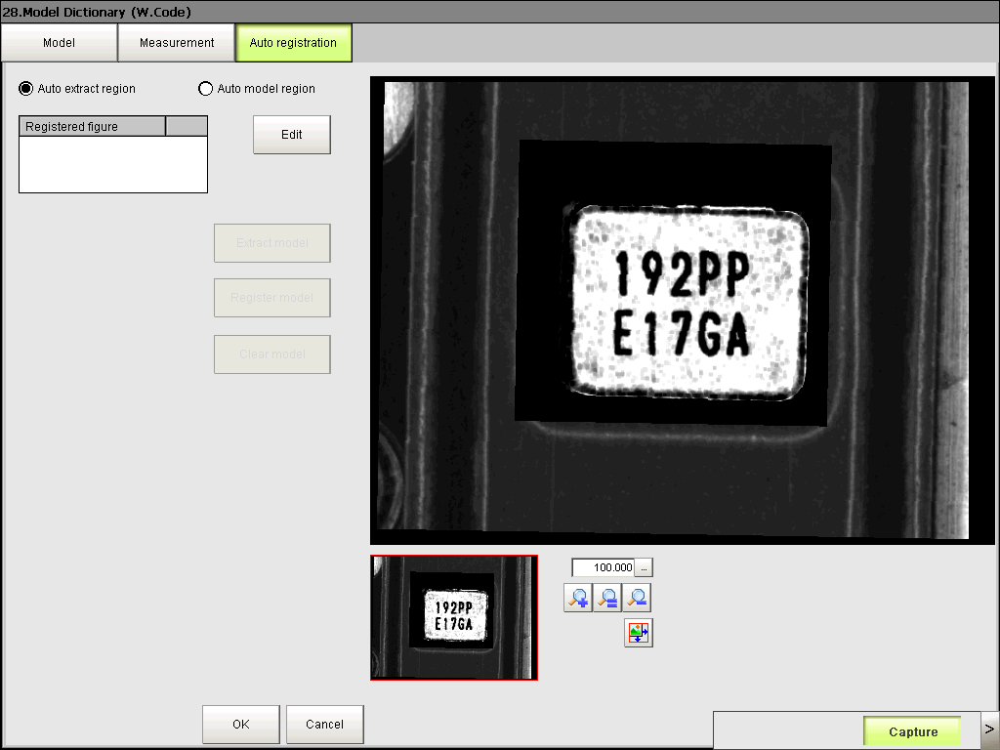 28.Model Dictionary (W.Code)
Model
Measurement
Auto registration
Auto extract region
Auto model region
Registered figure
Edit
Extract model
Register model
Clear model
192PP
E17GA
192PP
E17GA
100.000
...
OK
Cancel
Capture
>